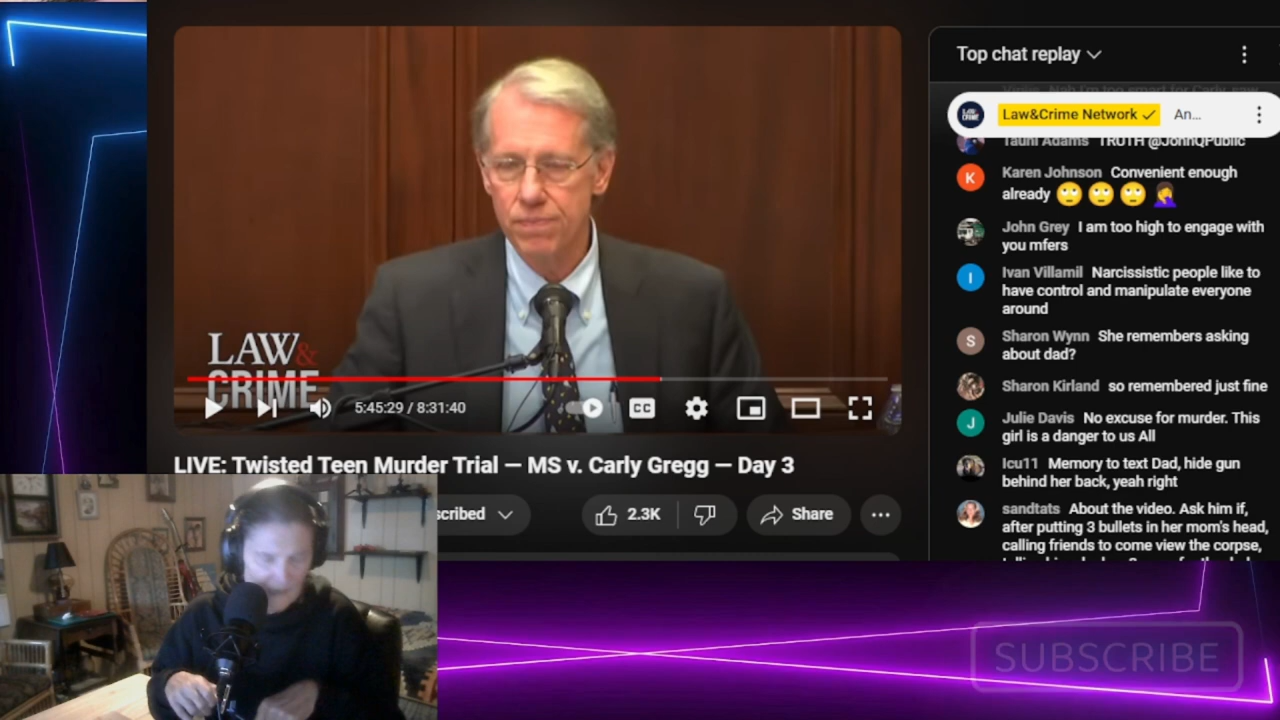 Top chat replay
Law&Crime Network An...
Tauni Adams TRUTH @JohnQPublic
Karen Johnson Convenient enough
already
John Grey I am too high to engage with
you mfers
Ivan Villamil Narcissistic people like to
have control and manipulate everyone
around
Sharon Wynn She remembers asking
about dad?
Sharon Kirland so remembered just fine
Julie Davis No excuse for murder. This
girl is a danger to us All
Icu11 Memory to text Dad, hide gun
behind her back, yeah right
sandtats About the video. Ask him if,
after putting 3 bullets in her mom's head,
calling friends to come view the corpse,
K
I
S
J
LAW&
CRIME
5:45:29 / 8:31:40
CC
LIVE: Twisted Teen Murder Trial — MS v. Carly Gregg — Day 3
scribed
2.3K
Share
SUBSCRIBE